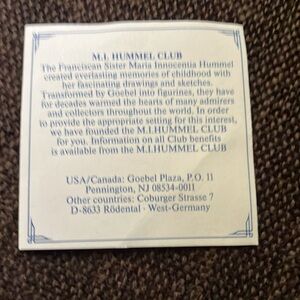 M.I. HUMMEL CLUB
The Franciscan Sister Maria Innocentia Hummel
created everlasting memories of childhood with
her fascinating drawings and sketches.
Transformed by Goebel into figurines, they have
for decades warmed the hearts of many admirers
and collectors throughout the world. In order
to provide the appropriate setting for this interest,
we have founded the M.I.HUMMEL CLUB
for you. Information on all Club benefits
is available from the M.I.HUMMEL CLUB
USA/Canada: Goebel Plaza, P.O. 11
Pennington, NJ 08534-0011
Other countries: Coburger Strasse 7
D-8633 Rödental · West-Germany